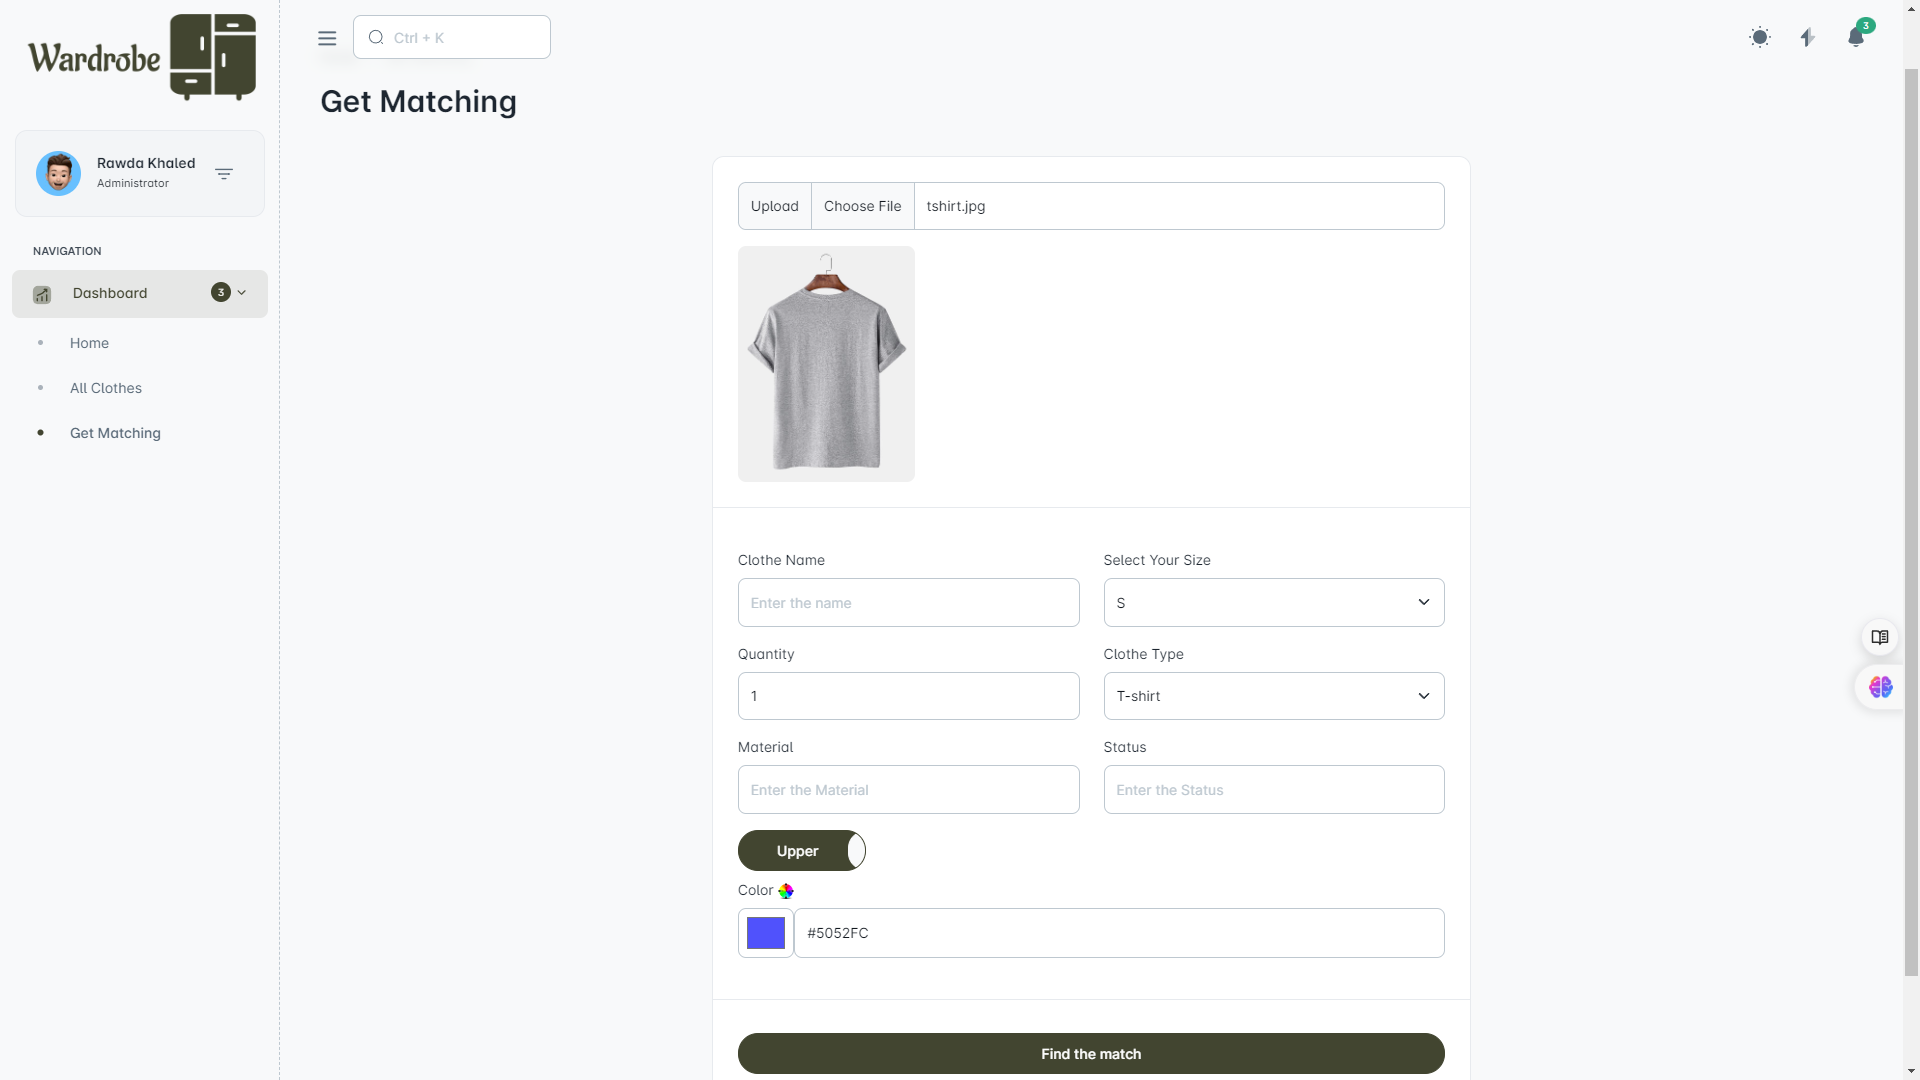 Wardrobe
Ctrl + K
3
Get Matching
Rawda Khaled
Administrator
NAVIGATION
Dashboard 3
Home
All Clothes
Get Matching
Upload Choose File tshirt.jpg
Clothe Name Select Your Size
Enter the name S
Quantity Clothe Type
1 T-shirt
Material Status
Enter the Material Enter the Status
Upper
Color
#5052FC
Find the match